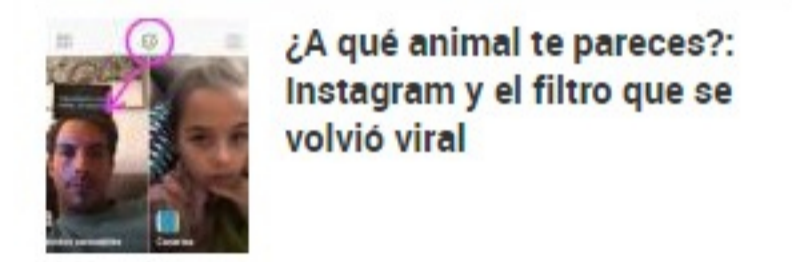 ¿A qué animal te pareces?:
Instagram y el filtro que se
volvió viral